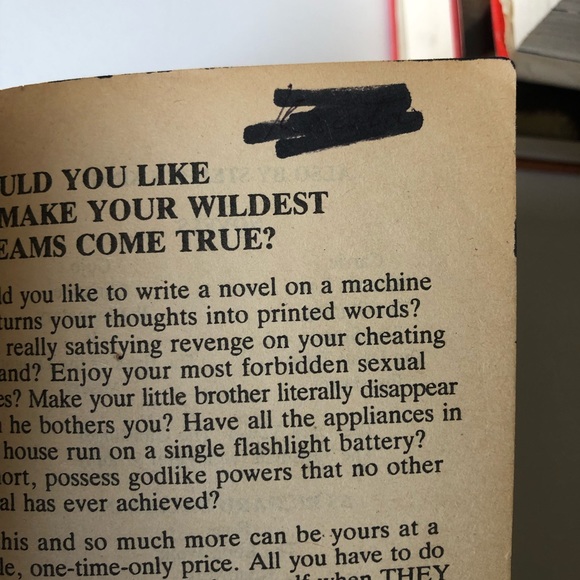 ULD YOU LIKE
MAKE YOUR WILDEST
EAMS COME TRUE?
ld you like to write a novel on a machine
turns your thoughts into printed words?
really satisfying revenge on your cheating
and? Enjoy your most forbidden sexual
es? Make your little brother literally disappear
he bothers you? Have all the appliances in
house run on a single flashlight battery?
ort, possess godlike powers that no other
al has ever achieved?
his and so much more can be yours at a
le, one-time-only price. All you have to do
when THEY